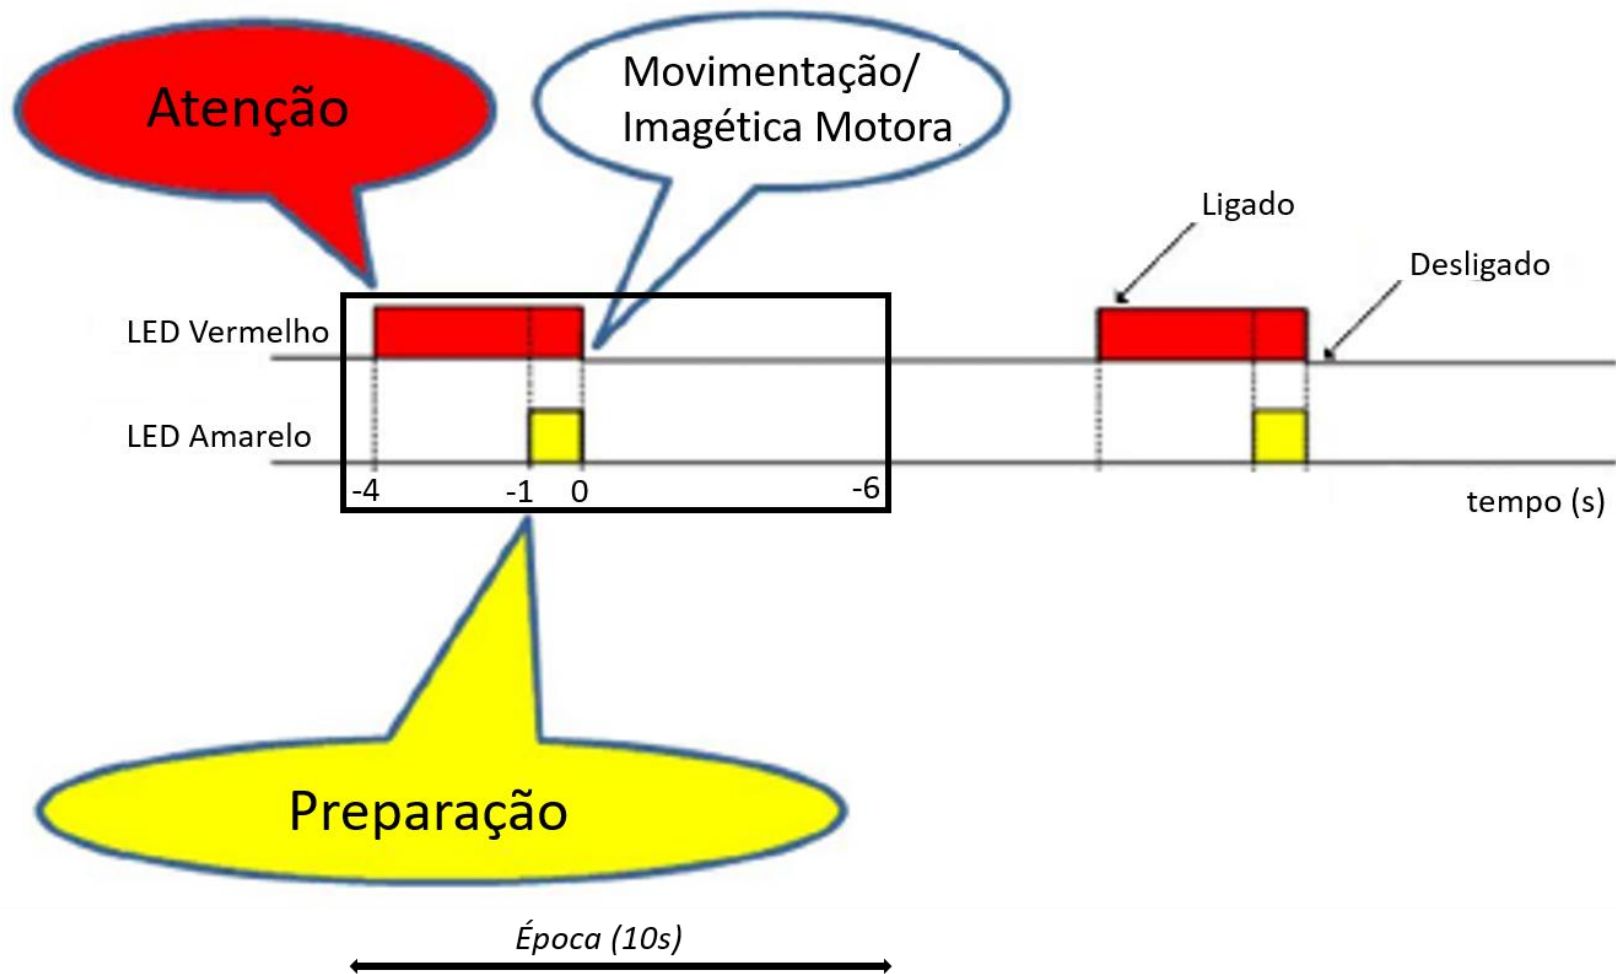 Atenção
Movimentação/
Imagética Motora
Ligado
Desligado
LED Vermelho
LED Amarelo
-4
-1
0
-6
tempo (s)
Preparação
Época (10s)